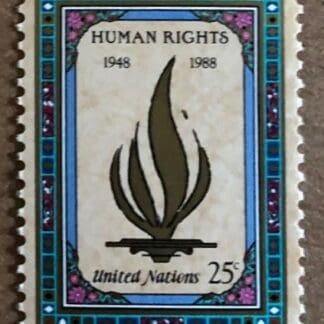 HUMAN RIGHTS
1948 1988
United Nations 25c